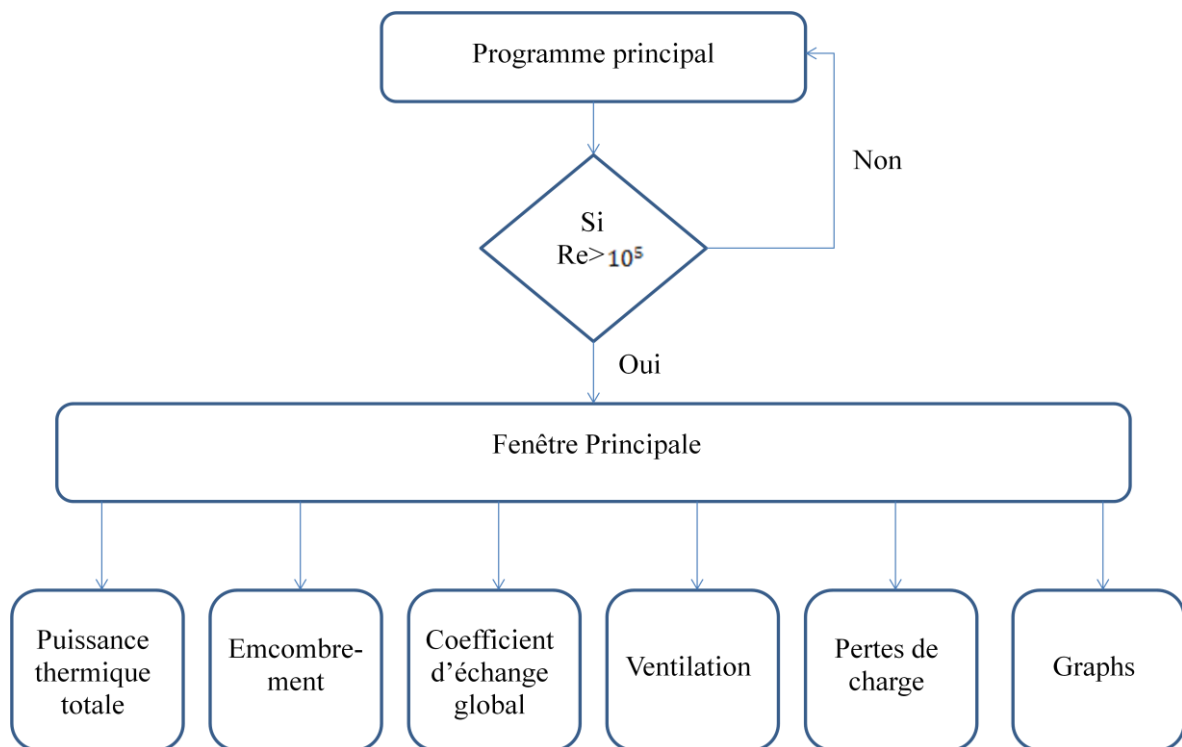 Programme principal
Non
Si
Re>10⁵
Oui
Fenêtre Principale
Puissance
thermique
totale
Emcombre-
ment
Coefficient
d’échange
global
Ventilation
Pertes de
charge
Graphs